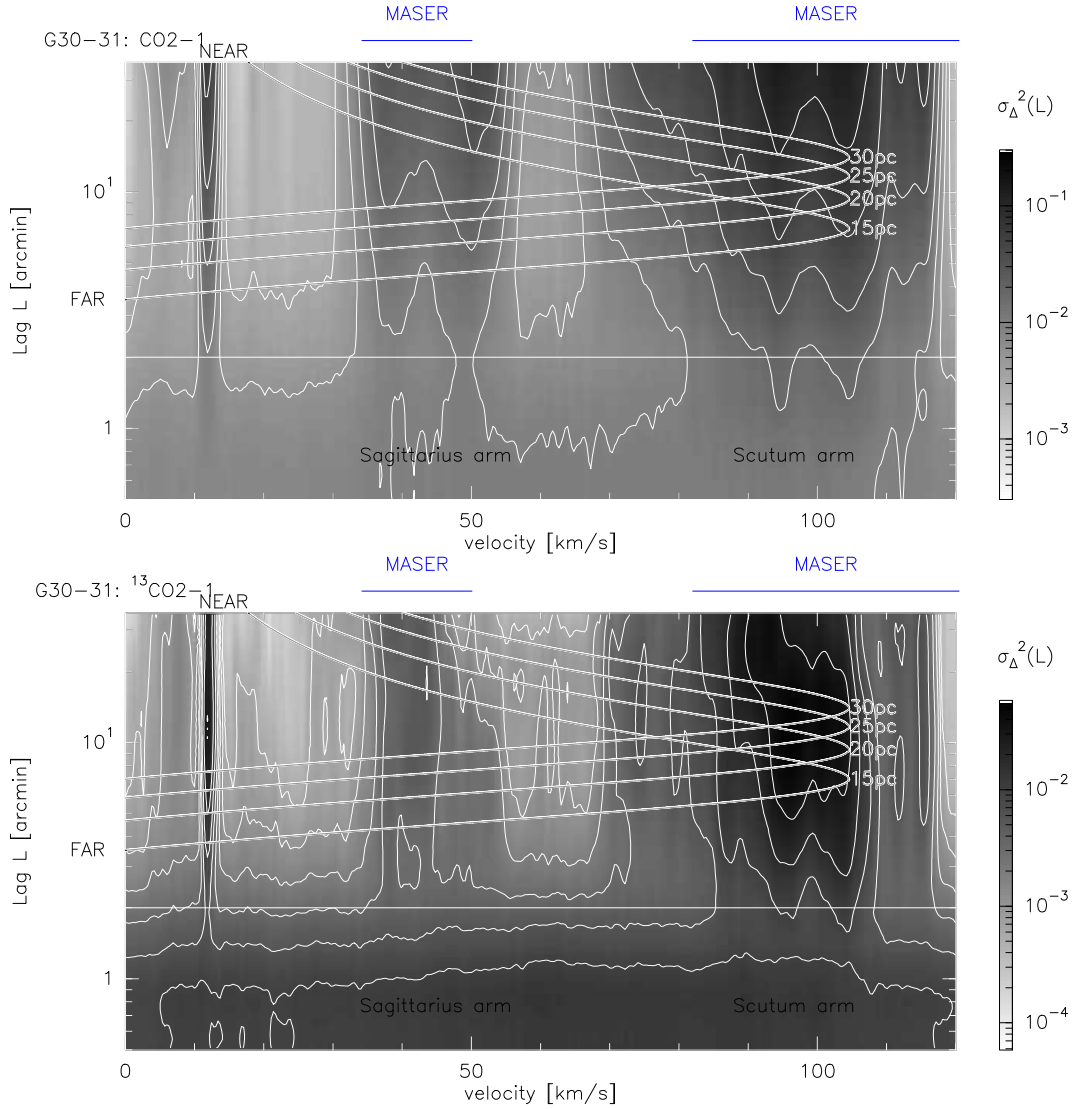 MASER MASER
G30-31: CO2-1
NEAR
σΔ²(L)
30pc
25pc
20pc
15pc
10¹
1
FAR
Lag L [arcmin]
10⁻¹
10⁻²
10⁻³
Sagittarius arm Scutum arm
0 50 100
velocity [km/s]
MASER MASER
G30-31: ¹³CO2-1
NEAR
σΔ²(L)
30pc
25pc
20pc
15pc
10¹
1
FAR
Lag L [arcmin]
10⁻²
10⁻³
10⁻⁴
Sagittarius arm Scutum arm
0 50 100
velocity [km/s]